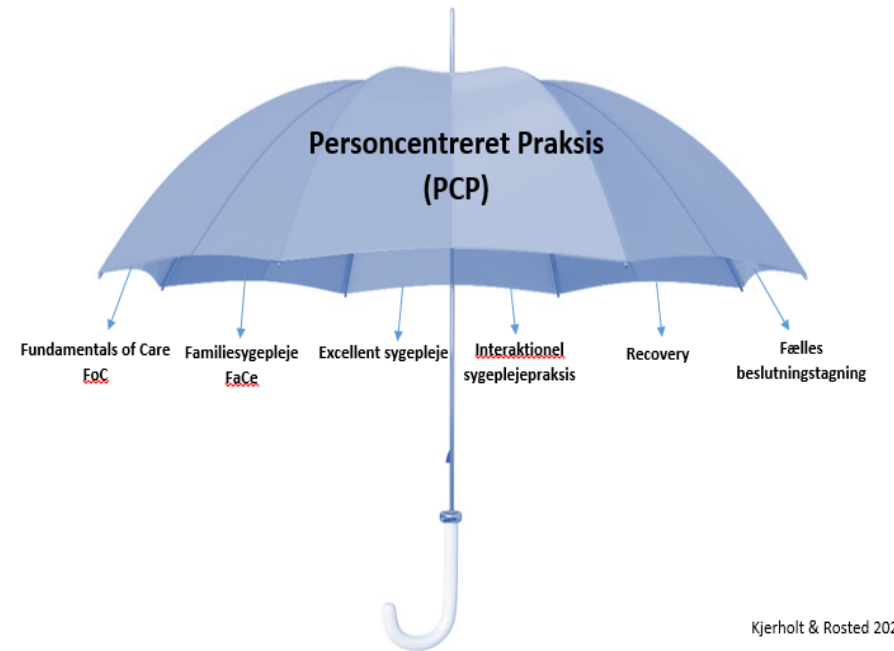 Personcentreret Praksis
(PCP)
Fundamentals of Care
FoC
Familiesygepleje
FaCe
Excellent sygepleje
Interaktionel
sygeplejepraksis
Recovery
Fælles
beslutningstagning
Kjerholt & Rosted